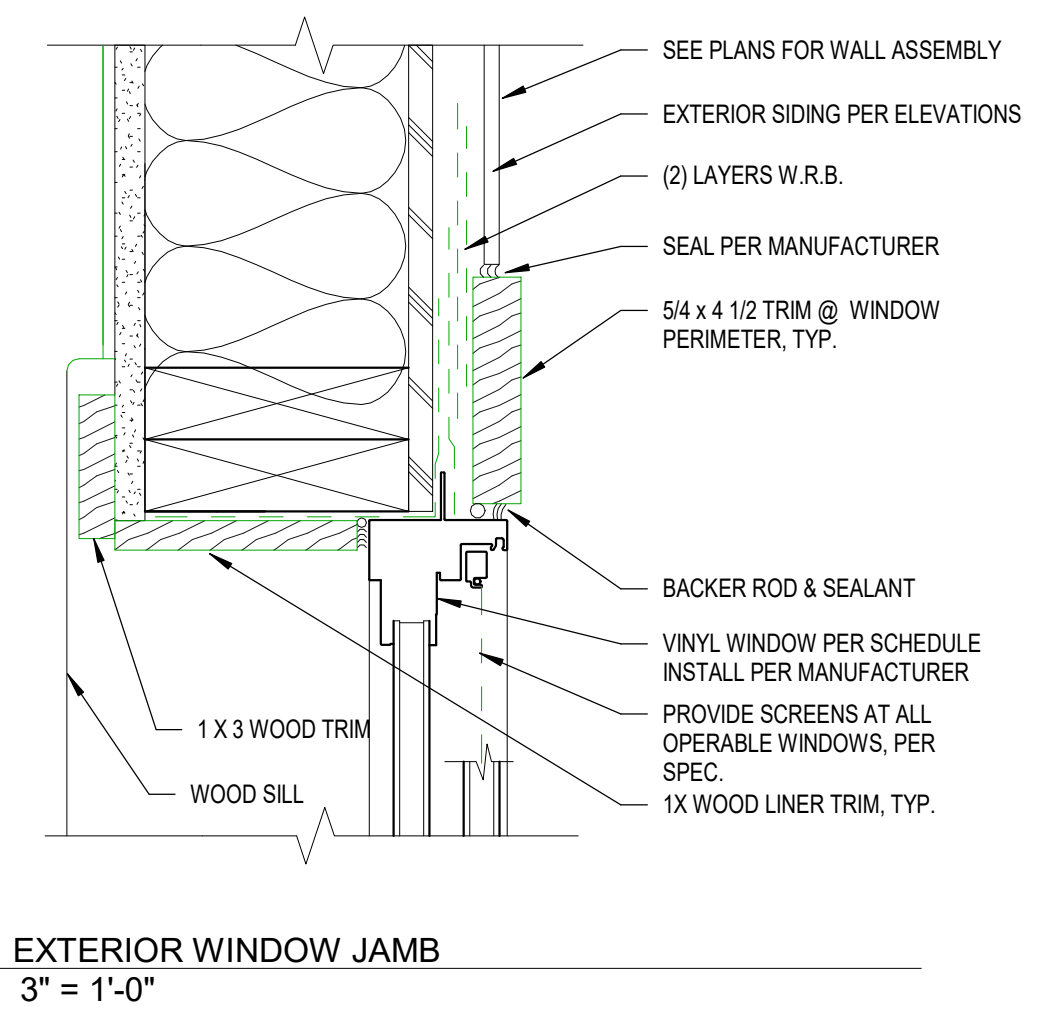 SEE PLANS FOR WALL ASSEMBLY
EXTERIOR SIDING PER ELEVATIONS
(2) LAYERS W.R.B.
SEAL PER MANUFACTURER
5/4 x 4 1/2 TRIM @ WINDOW
PERIMETER, TYP.
BACKER ROD & SEALANT
VINYL WINDOW PER SCHEDULE
INSTALL PER MANUFACTURER
PROVIDE SCREENS AT ALL
OPERABLE WINDOWS, PER
SPEC.
1X WOOD LINER TRIM, TYP.
1 X 3 WOOD TRIM
WOOD SILL
EXTERIOR WINDOW JAMB
3" = 1'-0"